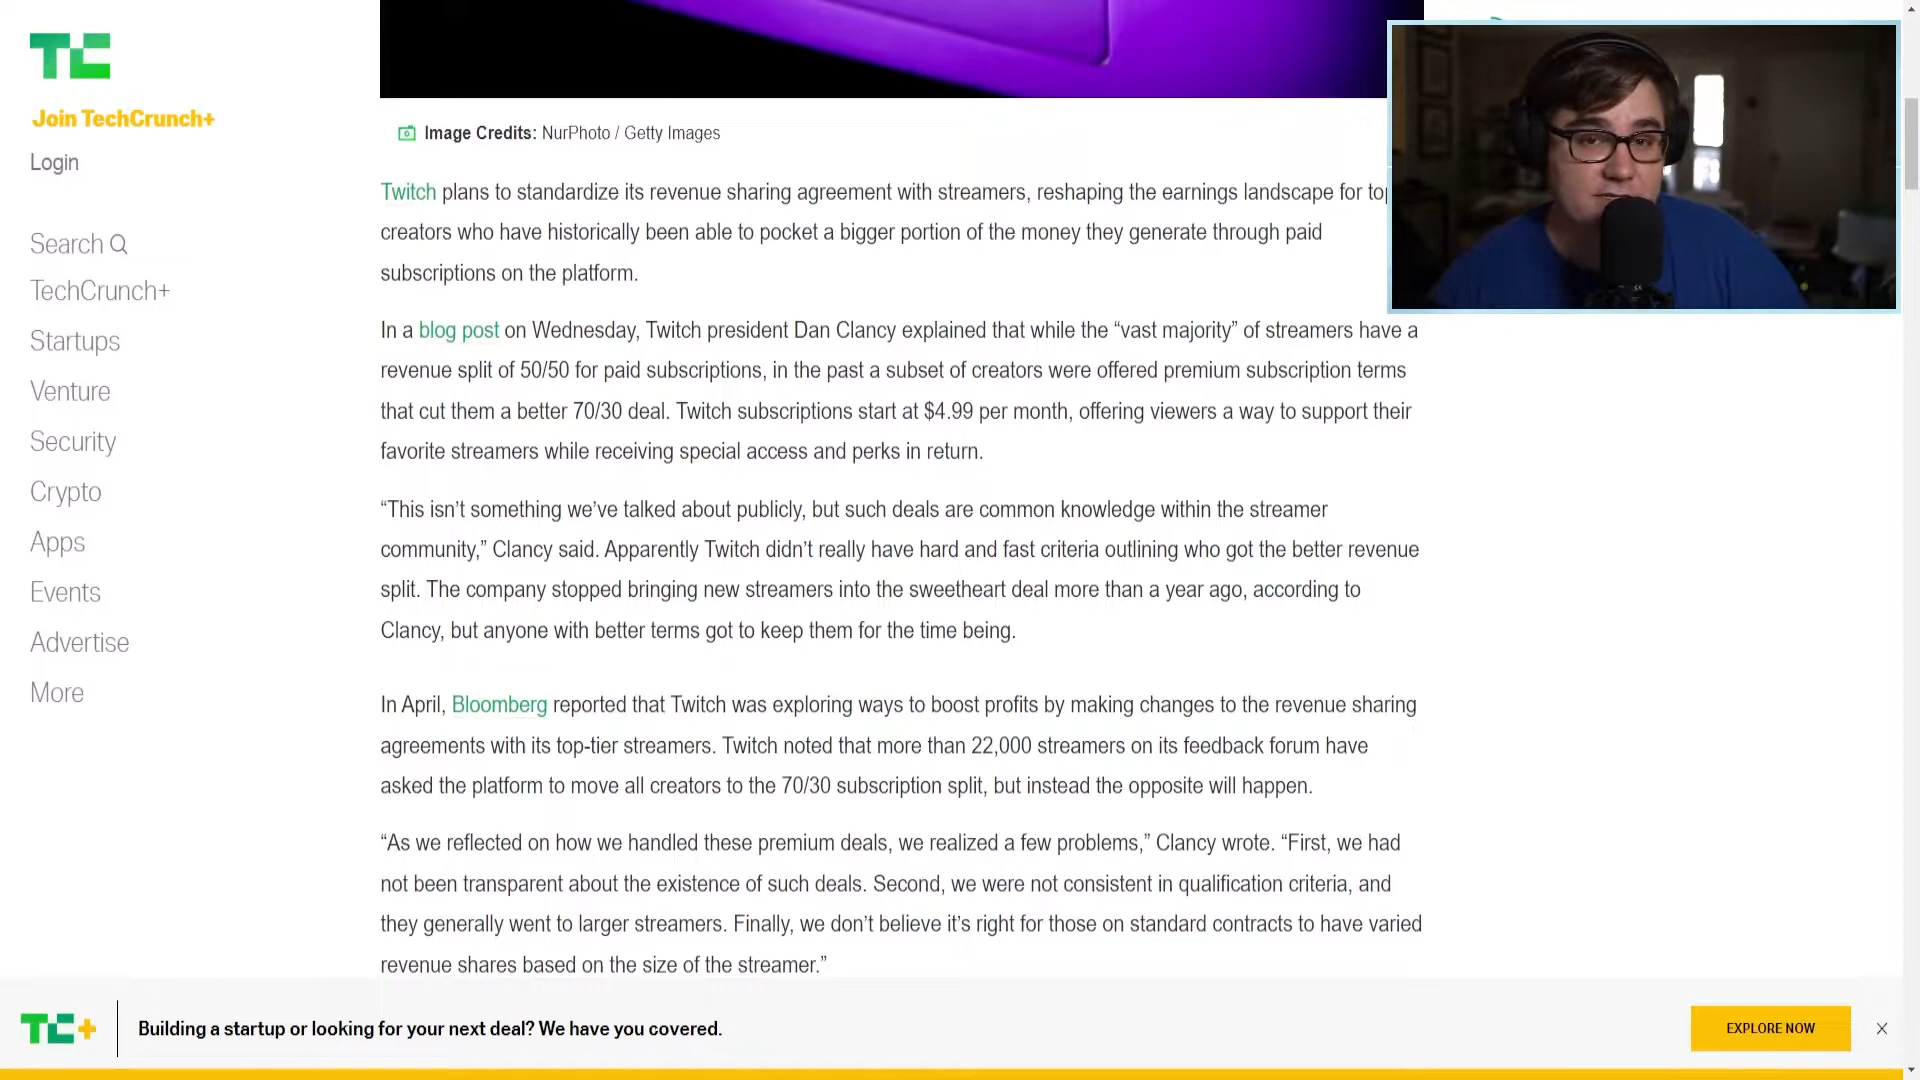 TC
Join TechCrunch+
Login
Search
TechCrunch+
Startups
Venture
Security
Crypto
Apps
Events
Advertise
More
Image Credits: NurPhoto / Getty Images
Twitch plans to standardize its revenue sharing agreement with streamers, reshaping the earnings landscape for top
creators who have historically been able to pocket a bigger portion of the money they generate through paid
subscriptions on the platform.
In a blog post on Wednesday, Twitch president Dan Clancy explained that while the “vast majority” of streamers have a
revenue split of 50/50 for paid subscriptions, in the past a subset of creators were offered premium subscription terms
that cut them a better 70/30 deal. Twitch subscriptions start at $4.99 per month, offering viewers a way to support their
favorite streamers while receiving special access and perks in return.
“This isn’t something we’ve talked about publicly, but such deals are common knowledge within the streamer
community,” Clancy said. Apparently Twitch didn’t really have hard and fast criteria outlining who got the better revenue
split. The company stopped bringing new streamers into the sweetheart deal more than a year ago, according to
Clancy, but anyone with better terms got to keep them for the time being.
In April, Bloomberg reported that Twitch was exploring ways to boost profits by making changes to the revenue sharing
agreements with its top-tier streamers. Twitch noted that more than 22,000 streamers on its feedback forum have
asked the platform to move all creators to the 70/30 subscription split, but instead the opposite will happen.
“As we reflected on how we handled these premium deals, we realized a few problems,” Clancy wrote. “First, we had
not been transparent about the existence of such deals. Second, we were not consistent in qualification criteria, and
they generally went to larger streamers. Finally, we don’t believe it’s right for those on standard contracts to have varied
revenue shares based on the size of the streamer.”
TC+
Building a startup or looking for your next deal? We have you covered.
EXPLORE NOW